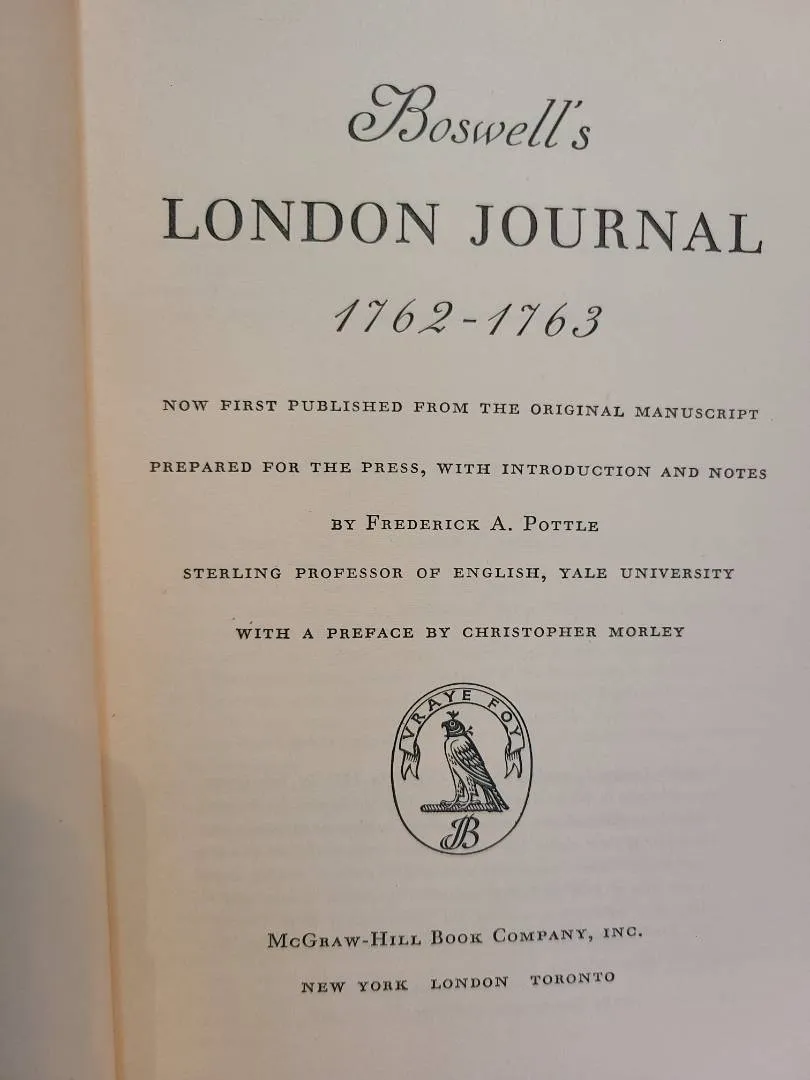 Boswell's
LONDON JOURNAL
1762-1763
NOW FIRST PUBLISHED FROM THE ORIGINAL MANUSCRIPT
PREPARED FOR THE PRESS, WITH INTRODUCTION AND NOTES
BY FREDERICK A. POTTLE
STERLING PROFESSOR OF ENGLISH, YALE UNIVERSITY
WITH A PREFACE BY CHRISTOPHER MORLEY
VRAYE FOY
JB
McGRAW-HILL BOOK COMPANY, INC.
NEW YORK LONDON TORONTO